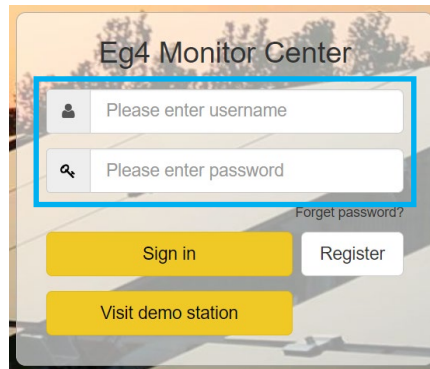 Eg4 Monitor Center
Please enter username
Please enter password
Forget password?
Sign in Register
Visit demo station